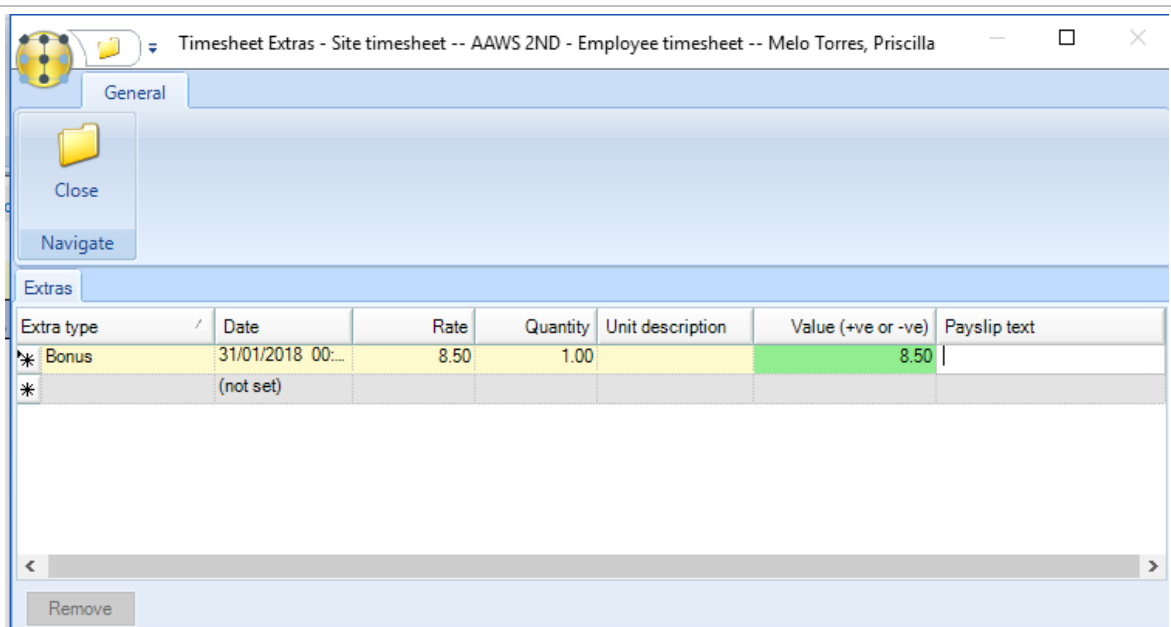 Timesheet Extras - Site timesheet -- AAWS 2ND - Employee timesheet -- Melo Torres, Priscilla
General
Close
Navigate
Extras
Extra type Date Rate Quantity Unit description Value (+ve or -ve) Payslip text
Bonus 31/01/2018 00:... 8.50 1.00 8.50
(not set)
Remove